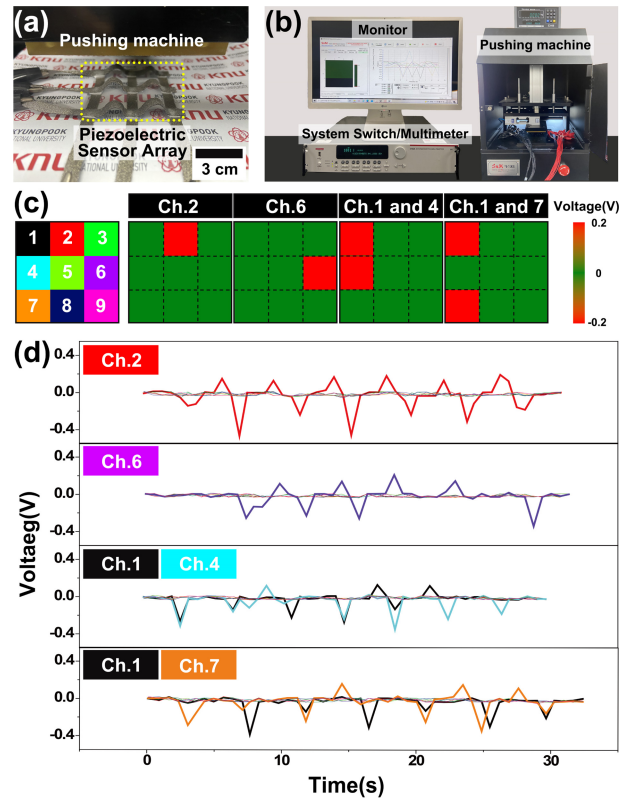 (a)
Pushing machine
KNU
KYUNGPOOK
NATIONAL UNIVERSITY
Piezoelectric
Sensor Array
3 cm
(b)
Monitor
Pushing machine
System Switch/Multimeter
(c)
Ch.2 Ch.6 Ch.1 and 4 Ch.1 and 7 Voltage(V)
1 2 3
4 5 6
7 8 9
0.2
0
-0.2
(d)
Ch.2
0.4
0.0
-0.4
Ch.6
0.4
0.0
-0.4
Ch.1 Ch.4
0.4
0.0
-0.4
Ch.1 Ch.7
0.4
0.0
-0.4
Voltaeg(V)
0 10 20 30
Time(s)